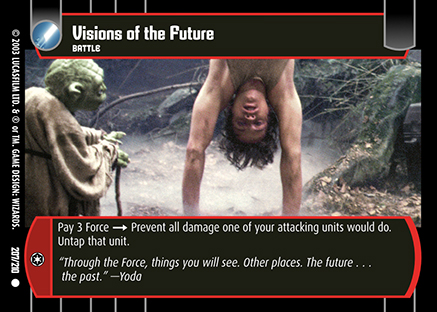 Visions of the Future
BATTLE
Pay 3 Force → Prevent all damage one of your attacking units would do.
Untap that unit.
“Through the Force, things you will see. Other places. The future . . .
the past.” —Yoda
© 2003 LUCASFILM LTD. & ® or TM. GAME DESIGN: WIZARDS.
207/210